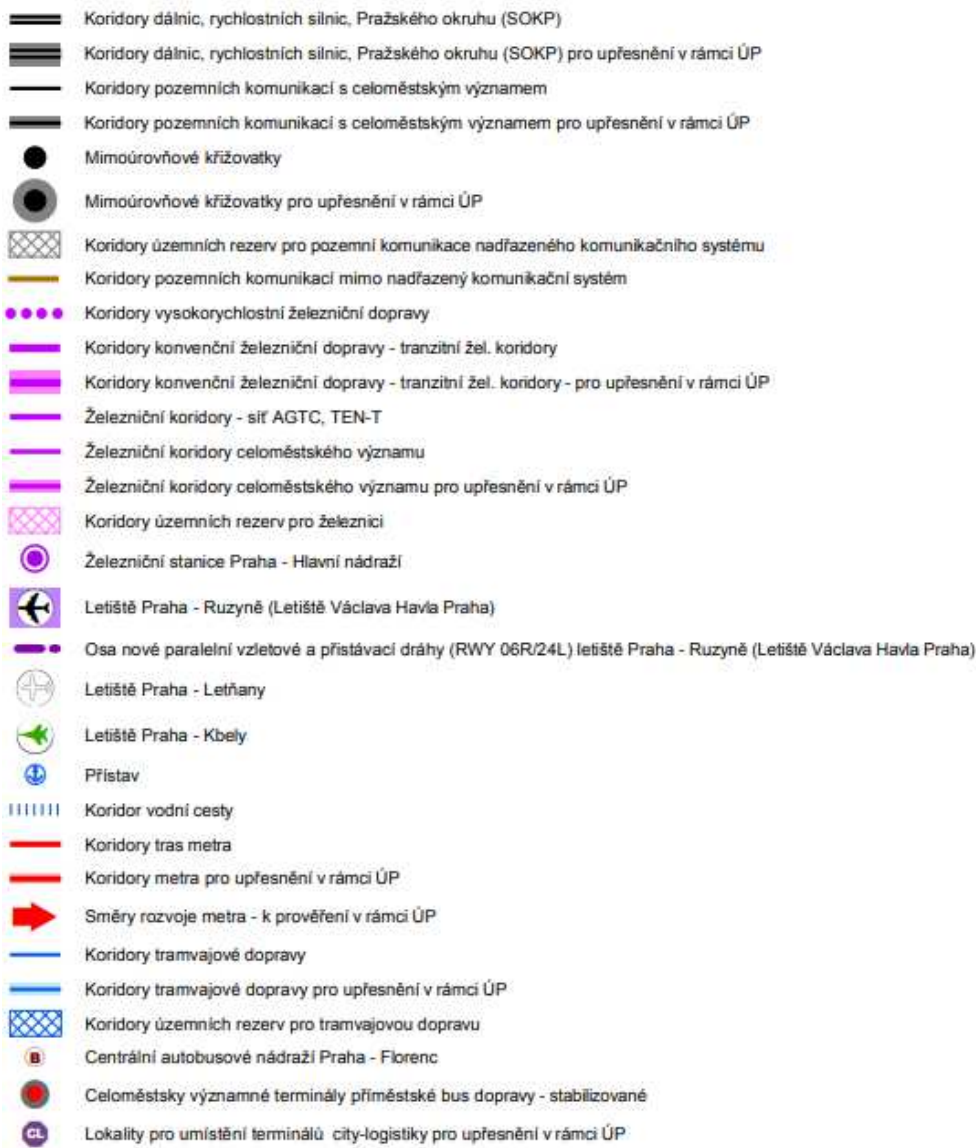 Koridory dálnic, rychlostních silnic, Pražského okruhu (SOKP)
Koridory dálnic, rychlostních silnic, Pražského okruhu (SOKP) pro upřesnění v rámci ÚP
Koridory pozemních komunikací s celoměstským významem
Koridory pozemních komunikací s celoměstským významem pro upřesnění v rámci ÚP
Mimoúrovňové křižovatky
Mimoúrovňové křižovatky pro upřesnění v rámci ÚP
Koridory územních rezerv pro pozemní komunikace nadřazeného komunikačního systému
Koridory pozemních komunikací mimo nadřazený komunikační systém
Koridory vysokorychlostní železniční dopravy
Koridory konvenční železniční dopravy - tranzitní žel. koridory
Koridory konvenční železniční dopravy - tranzitní žel. koridory - pro upřesnění v rámci ÚP
Železniční koridory - síť AGTC, TEN-T
Železniční koridory celoměstského významu
Železniční koridory celoměstského významu pro upřesnění v rámci ÚP
Koridory územních rezerv pro železnici
Železniční stanice Praha - Hlavní nádraží
Letiště Praha - Ruzyně (Letiště Václava Havla Praha)
Osa nové paralelní vzletové a přistávací dráhy (RWY 06R/24L) letiště Praha - Ruzyně (Letiště Václava Havla Praha)
Letiště Praha - Letňany
Letiště Praha - Kbely
Přístav
Koridor vodní cesty
Koridory tras metra
Koridory metra pro upřesnění v rámci ÚP
Směry rozvoje metra - k prověření v rámci ÚP
Koridory tramvajové dopravy
Koridory tramvajové dopravy pro upřesnění v rámci ÚP
Koridory územních rezerv pro tramvajovou dopravu
B Centrální autobusové nádraží Praha - Florenc
Celoměstsky významné terminály příměstské bus dopravy - stabilizované
CL Lokality pro umístění terminálů city-logistiky pro upřesnění v rámci ÚP